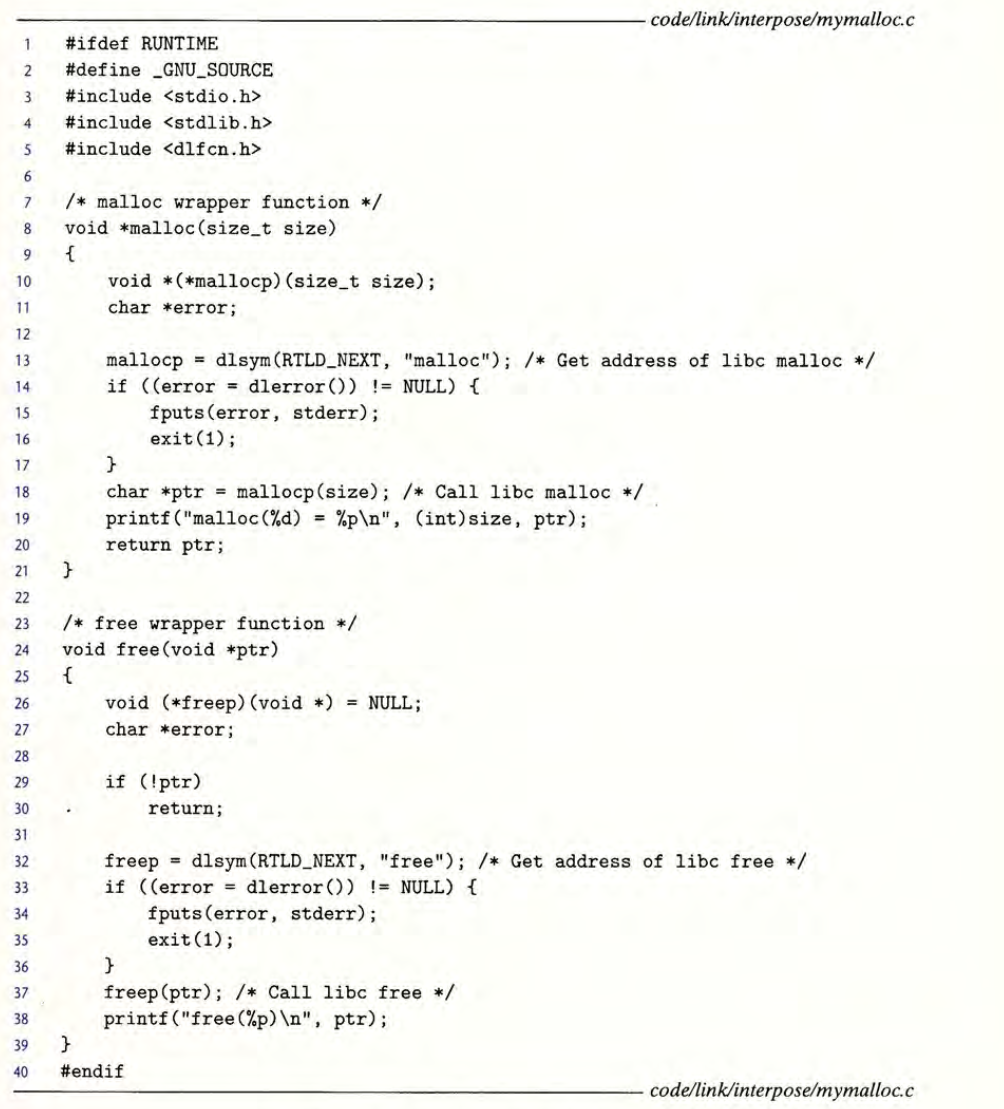 code/link/interpose/mymalloc.c
1 #ifdef RUNTIME
2 #define _GNU_SOURCE
3 #include <stdio.h>
4 #include <stdlib.h>
5 #include <dlfcn.h>
6
7 /* malloc wrapper function */
8 void *malloc(size_t size)
9 {
10     void *(*mallocp)(size_t size);
11     char *error;
12
13     mallocp = dlsym(RTLD_NEXT, "malloc"); /* Get address of libc malloc */
14     if ((error = dlerror()) != NULL) {
15         fputs(error, stderr);
16         exit(1);
17     }
18     char *ptr = mallocp(size); /* Call libc malloc */
19     printf("malloc(%d) = %p\n", (int)size, ptr);
20     return ptr;
21 }
22
23 /* free wrapper function */
24 void free(void *ptr)
25 {
26     void (*freep)(void *) = NULL;
27     char *error;
28
29     if (!ptr)
30         return;
31
32     freep = dlsym(RTLD_NEXT, "free"); /* Get address of libc free */
33     if ((error = dlerror()) != NULL) {
34         fputs(error, stderr);
35         exit(1);
36     }
37     freep(ptr); /* Call libc free */
38     printf("free(%p)\n", ptr);
39 }
40 #endif
code/link/interpose/mymalloc.c